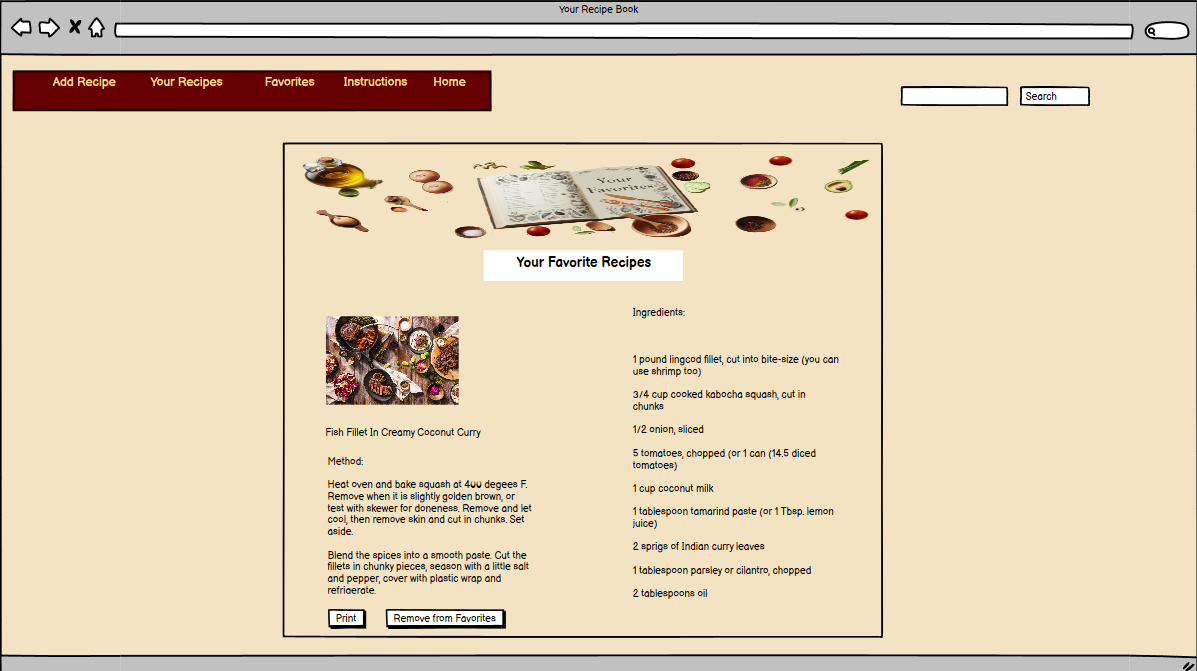 Your Recipe Book
Add Recipe
Your Recipes
Favorites
Instructions
Home
Search
Your
Favorites
Your Favorite Recipes
Fish Fillet In Creamy Coconut Curry
Method:
Heat oven and bake squash at 400 degees F.
Remove when it is slightly golden brown, or
test with skewer for doneness. Remove and let
cool, then remove skin and cut in chunks. Set
aside.
Blend the spices into a smooth paste. Cut the
fillets in chunky pieces, season with a little salt
and pepper, cover with plastic wrap and
refrigerate.
Print
Remove from Favorites
Ingredients:
1 pound lingcod fillet, cut into bite-size (you can
use shrimp too)
3/4 cup cooked kabocha squash, cut in
chunks
1/2 onion, sliced
5 tomatoes, chopped (or 1 can (14.5 diced
tomatoes)
1 cup coconut milk
1 tablespoon tamarind paste (or 1 Tbsp. lemon
juice)
2 sprigs of Indian curry leaves
1 tablespoon parsley or cilantro, chopped
2 tablespoons oil